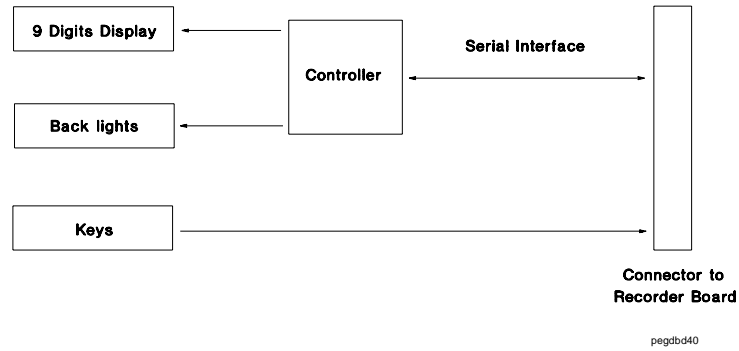 9 Digits Display
Controller
Serial Interface
Back lights
Keys
Connector to
Recorder Board
pegdbd40